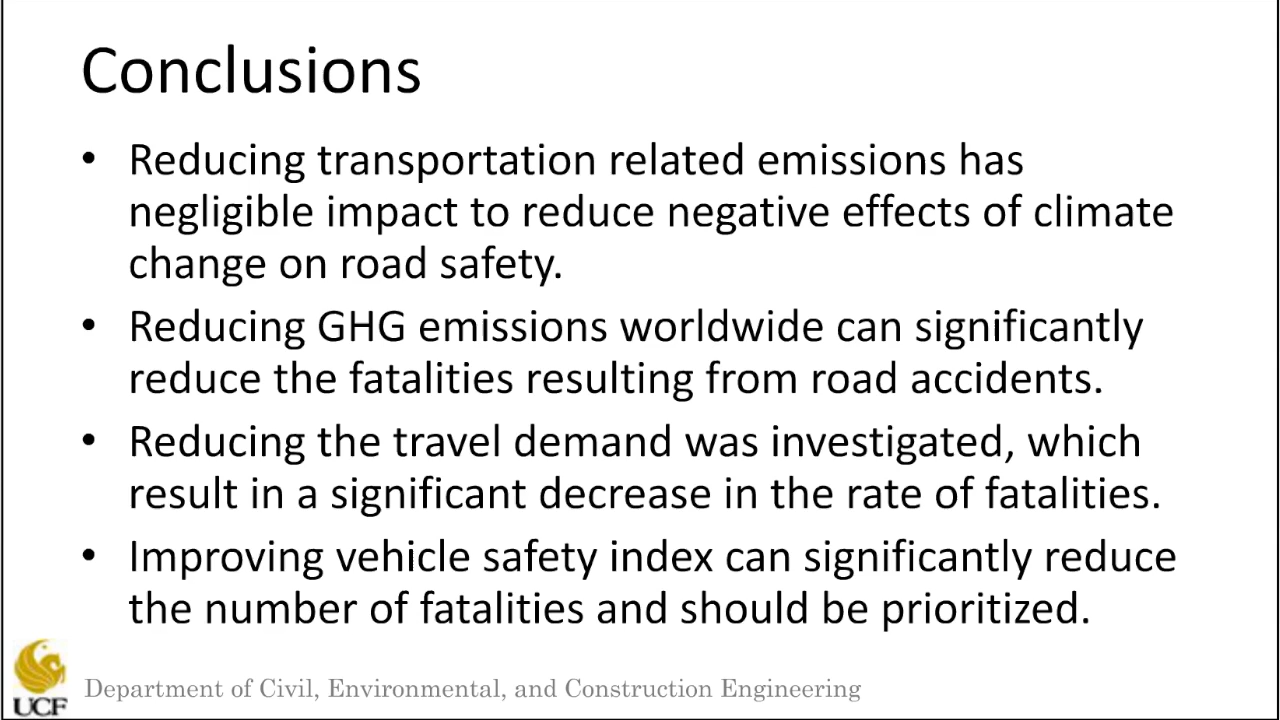 Conclusions
• Reducing transportation related emissions has
negligible impact to reduce negative effects of climate
change on road safety.
• Reducing GHG emissions worldwide can significantly
reduce the fatalities resulting from road accidents.
• Reducing the travel demand was investigated, which
result in a significant decrease in the rate of fatalities.
• Improving vehicle safety index can significantly reduce
the number of fatalities and should be prioritized.
Department of Civil, Environmental, and Construction Engineering
UCF